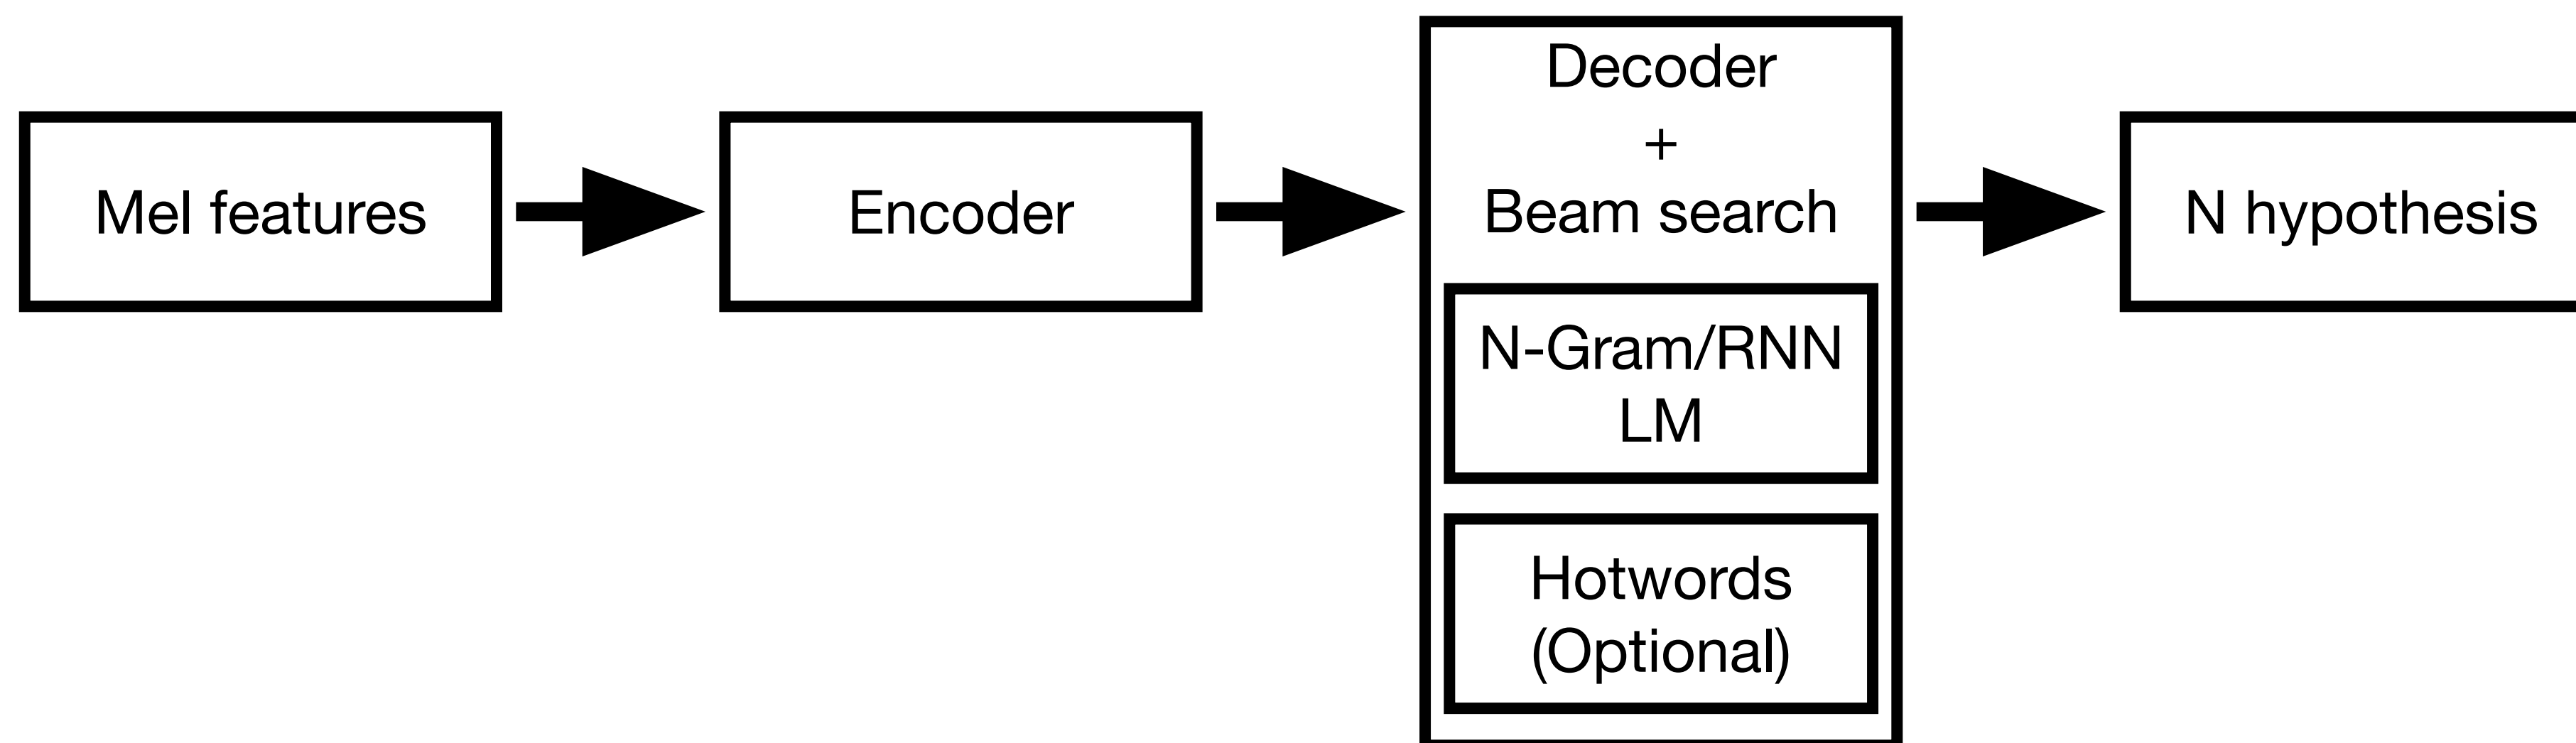 Mel features
Encoder
Decoder
+
Beam search
N-Gram/RNN
LM
Hotwords
(Optional)
N hypothesis